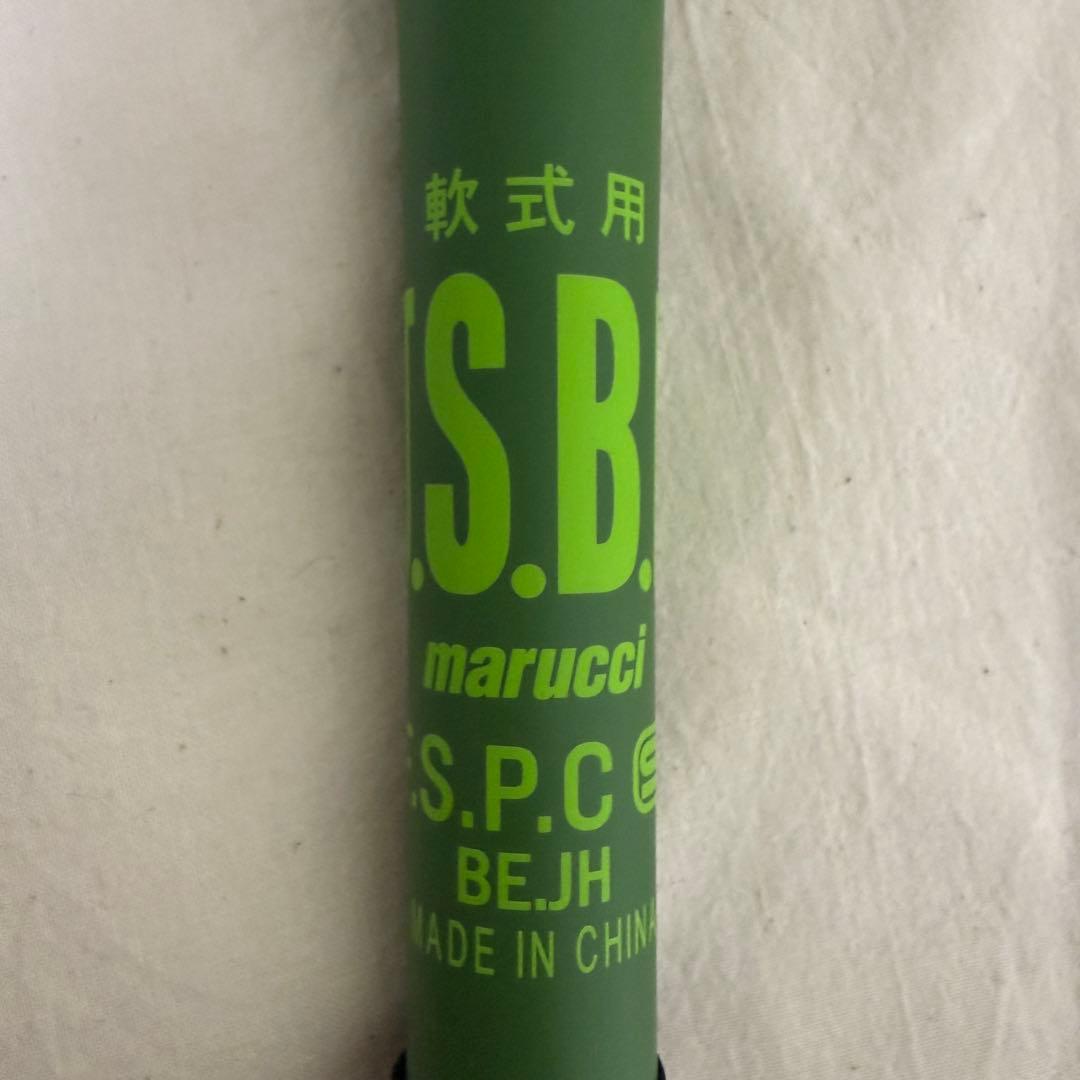 軟式用
.S.B.
marucci
.S.P.C S
BE.JH
MADE IN CHINA